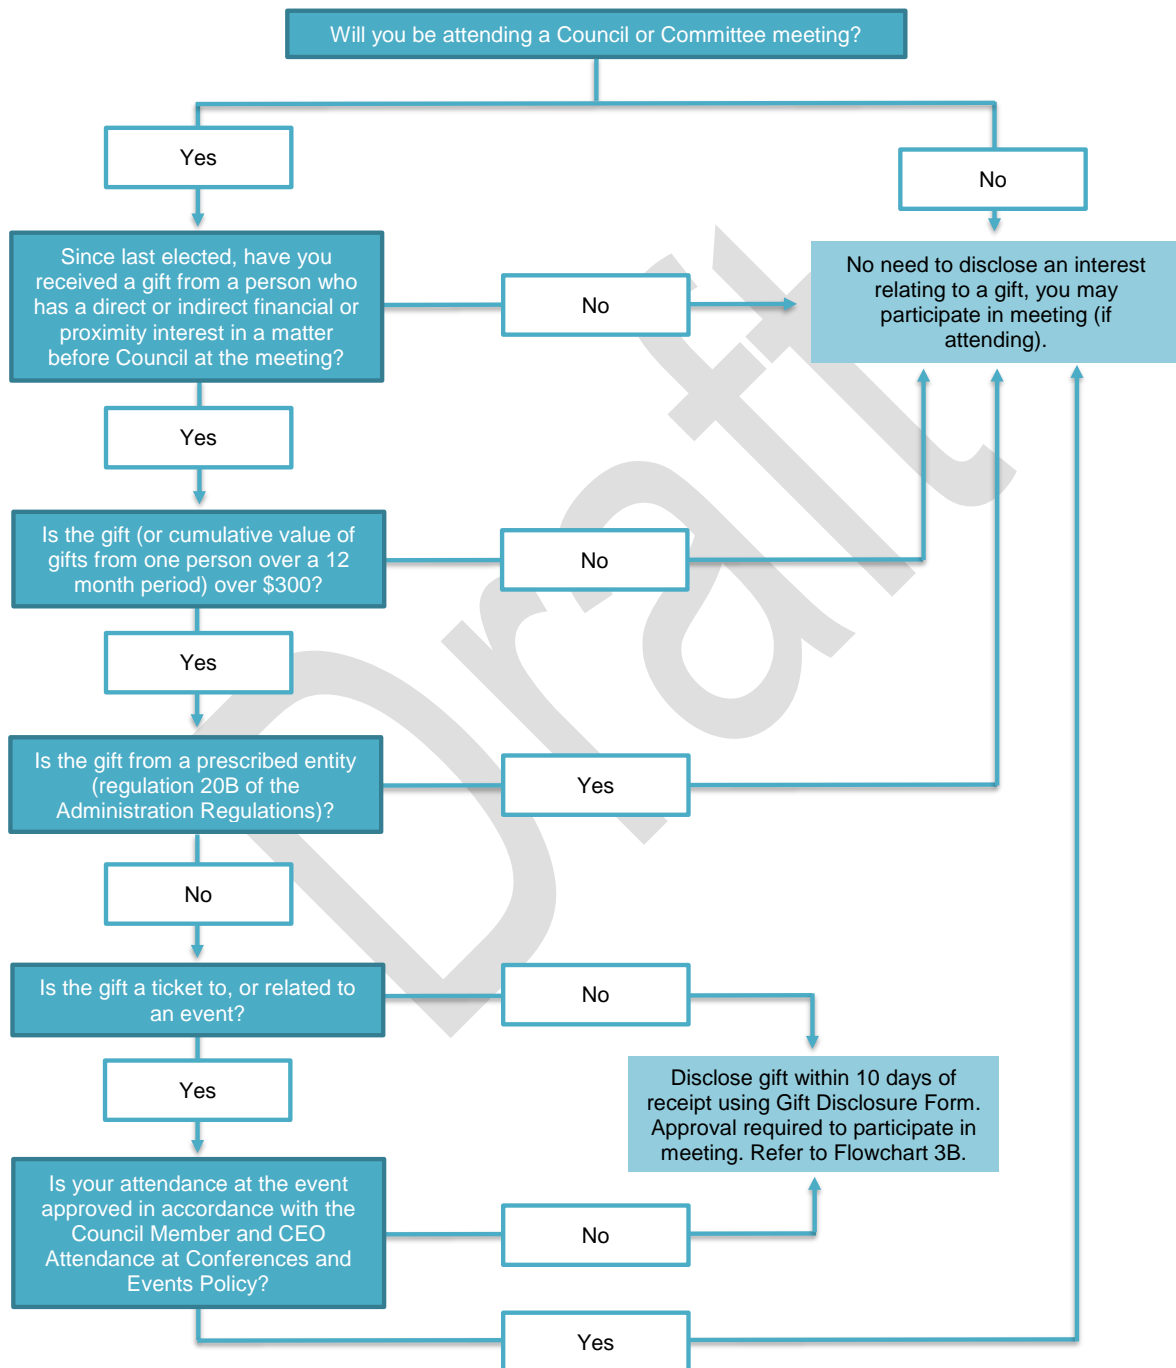 Will you be attending a Council or Committee meeting?
Yes
No
Since last elected, have you
received a gift from a person who
has a direct or indirect financial or
proximity interest in a matter
before Council at the meeting?
No
No need to disclose an interest
relating to a gift, you may
participate in meeting (if
attending).
Yes
Is the gift (or cumulative value of
gifts from one person over a 12
month period) over $300?
No
Yes
Is the gift from a prescribed entity
(regulation 20B of the
Administration Regulations)?
Yes
No
Is the gift a ticket to, or related to
an event?
No
Yes
Disclose gift within 10 days of
receipt using Gift Disclosure Form.
Approval required to participate in
meeting. Refer to Flowchart 3B.
Is your attendance at the event
approved in accordance with the
Council Member and CEO
Attendance at Conferences and
Events Policy?
No
Yes
Draft